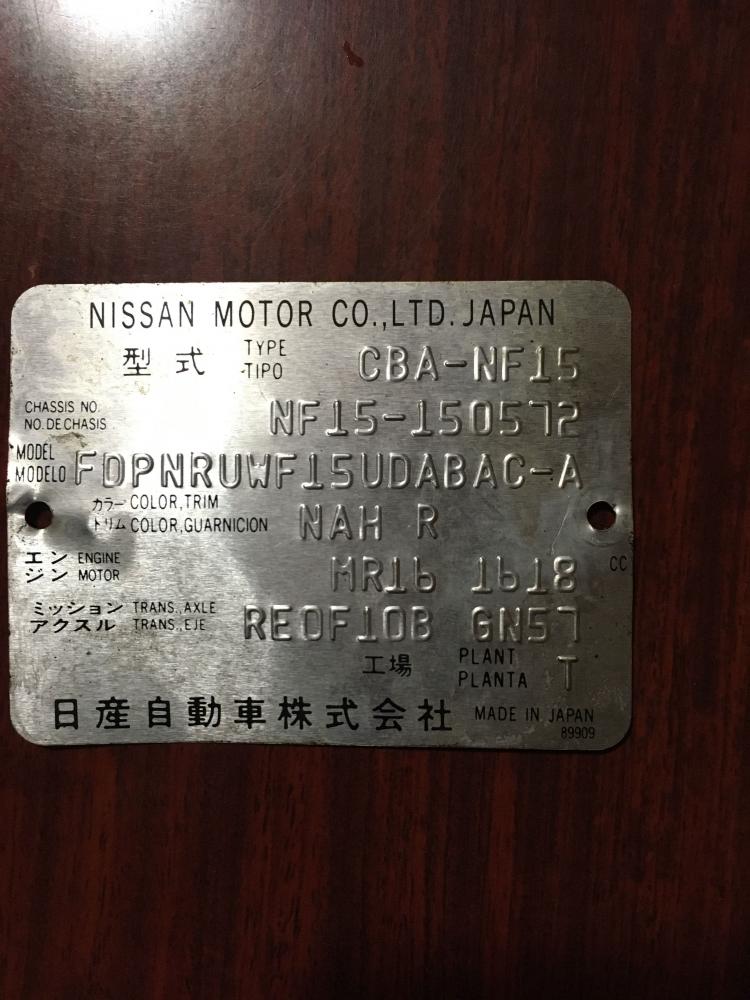 NISSAN MOTOR CO.,LTD. JAPAN
型式 TYPE TIPO CBA-NF15
CHASSIS NO. NO. DE CHASIS NF15-150572
MODEL MODELO FDPNRUWF15UDABAC-A
カラー COLOR,TRIM
トリム COLOR,GUARNICION NAH R
エンジン ENGINE MOTOR MR16 1618 CC
ミッション TRANS.,AXLE
アクスル TRANS.,EJE RE0F10B GN57
工場 PLANT PLANTA T
日産自動車株式会社 MADE IN JAPAN
89909